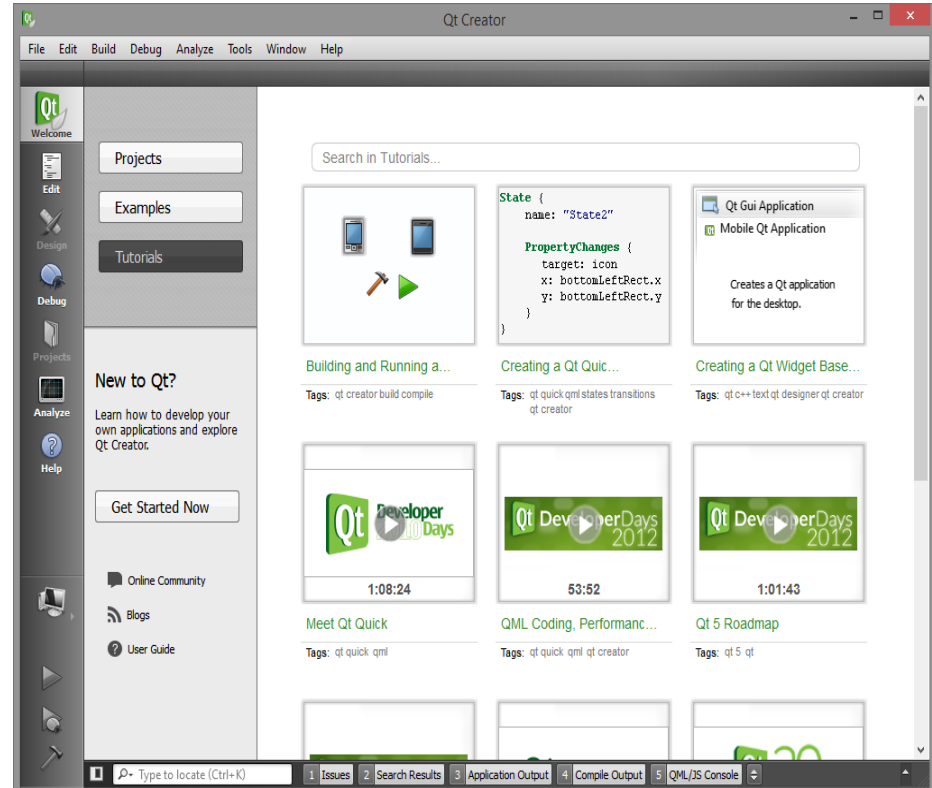 Qt Creator
File Edit Build Debug Analyze Tools Window Help
Qt
Welcome
Edit
Design
Debug
Projects
Analyze
Help
Projects
Examples
Tutorials
New to Qt?
Learn how to develop your
own applications and explore
Qt Creator.
Get Started Now
Online Community
Blogs
User Guide
Search in Tutorials...
Building and Running a...
Tags: qt creator build compile
State {
name: "State2"
PropertyChanges {
target: icon
x: bottomLeftRect.x
y: bottomLeftRect.y
}
}
Creating a Qt Quic...
Tags: qt quick qml states transitions
qt creator
Qt Gui Application
Mobile Qt Application
Creates a Qt application
for the desktop.
Creating a Qt Widget Base...
Tags: qt c++ text qt designer qt creator
Qt Developer
Days
1:08:24
Meet Qt Quick
Tags: qt quick qml
Qt DeveloperDays
2012
53:52
QML Coding, Performanc...
Tags: qt quick qml qt creator
Qt DeveloperDays
2012
1:01:43
Qt 5 Roadmap
Tags: qt 5 qt
Type to locate (Ctrl+K)
1 Issues 2 Search Results 3 Application Output 4 Compile Output 5 QML/JS Console